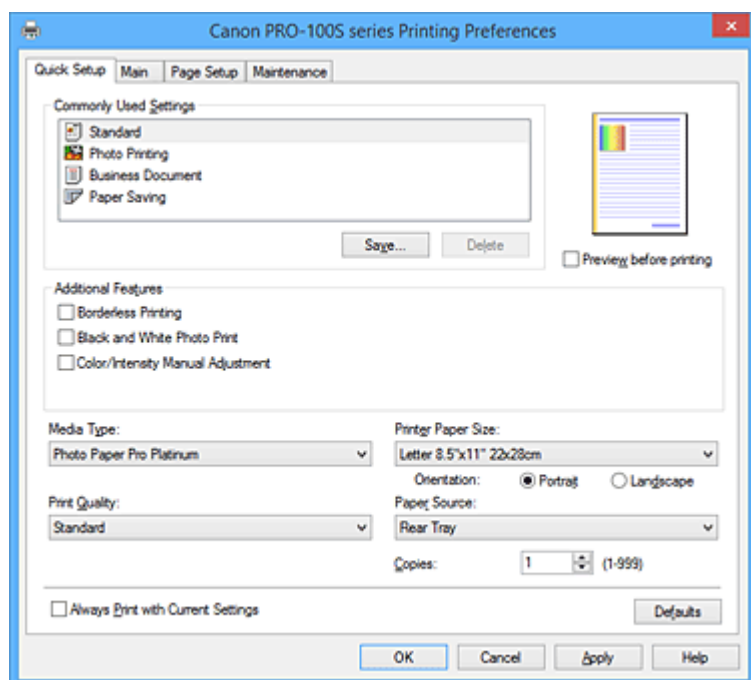 Canon PRO-100S series Printing Preferences
Quick Setup Main Page Setup Maintenance
Commonly Used Settings
Standard
Photo Printing
Business Document
Paper Saving
Save... Delete
Preview before printing
Additional Features
Borderless Printing
Black and White Photo Print
Color/Intensity Manual Adjustment
Media Type: Printer Paper Size:
Photo Paper Pro Platinum Letter 8.5"x11" 22x28cm
Orientation: Portrait Landscape
Print Quality: Paper Source:
Standard Rear Tray
Copies: 1 (1-999)
Always Print with Current Settings Defaults
OK Cancel Apply Help